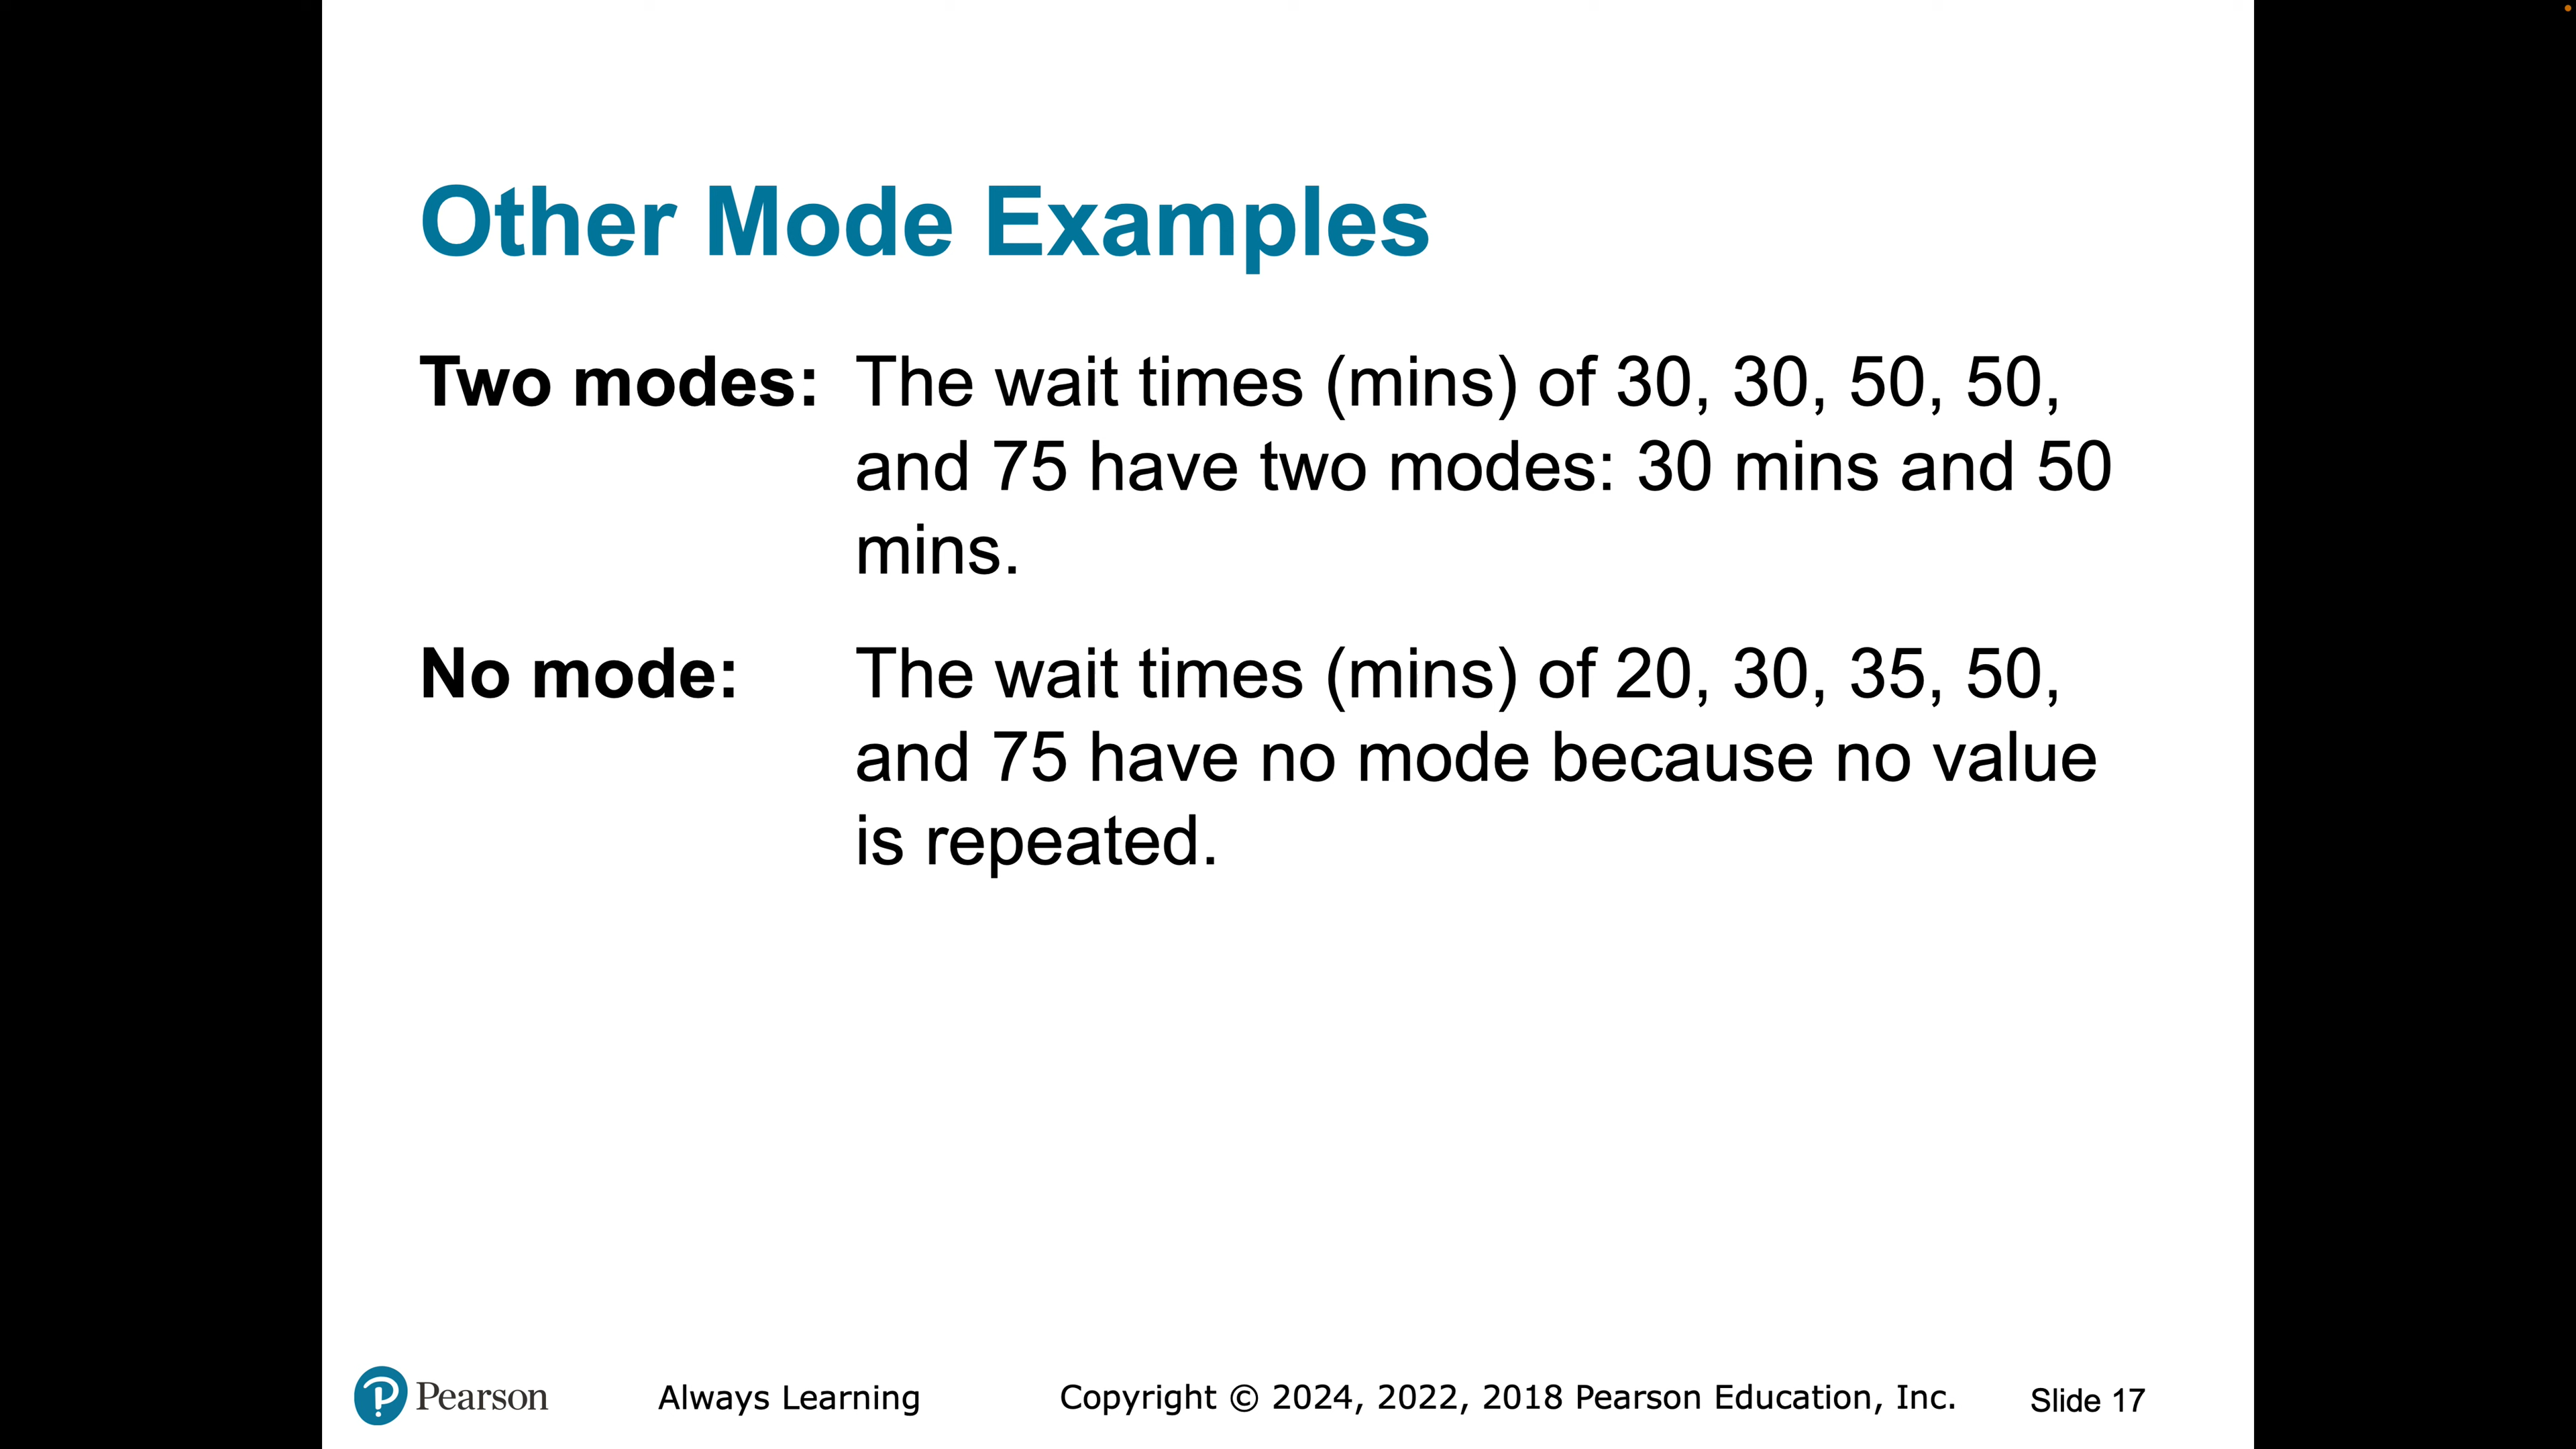 Other Mode Examples
Two modes: The wait times (mins) of 30, 30, 50, 50,
and 75 have two modes: 30 mins and 50
mins.
No mode: The wait times (mins) of 20, 30, 35, 50,
and 75 have no mode because no value
is repeated.
Pearson Always Learning Copyright © 2024, 2022, 2018 Pearson Education, Inc. Slide 17